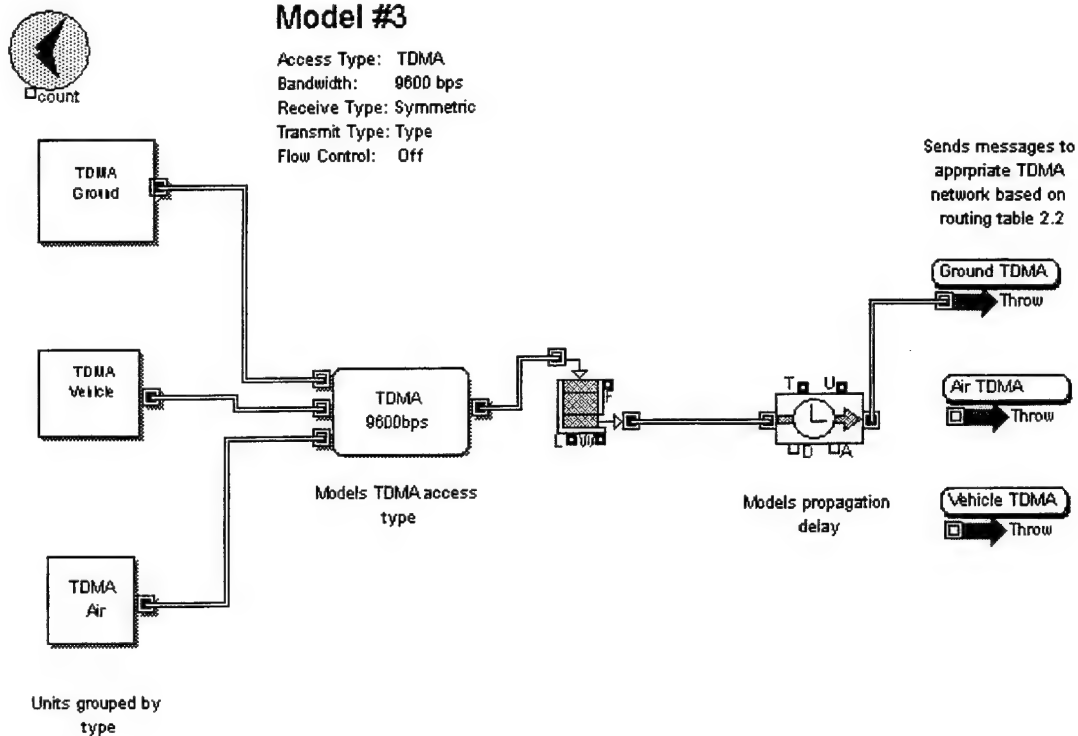 Model #3
Access Type: TDMA
Bandwidth: 9600 bps
Receive Type: Symmetric
Transmit Type: Type
Flow Control: Off
count
TDMA
Ground
TDMA
Vehicle
TDMA
Air
Units grouped by
type
TDMA
9600bps
Models TDMA access
type
F
L W
T U
D A
Models propagation
delay
Sends messages to
apprpriate TDMA
network based on
routing table 2.2
Ground TDMA
Throw
Air TDMA
Throw
Vehicle TDMA
Throw